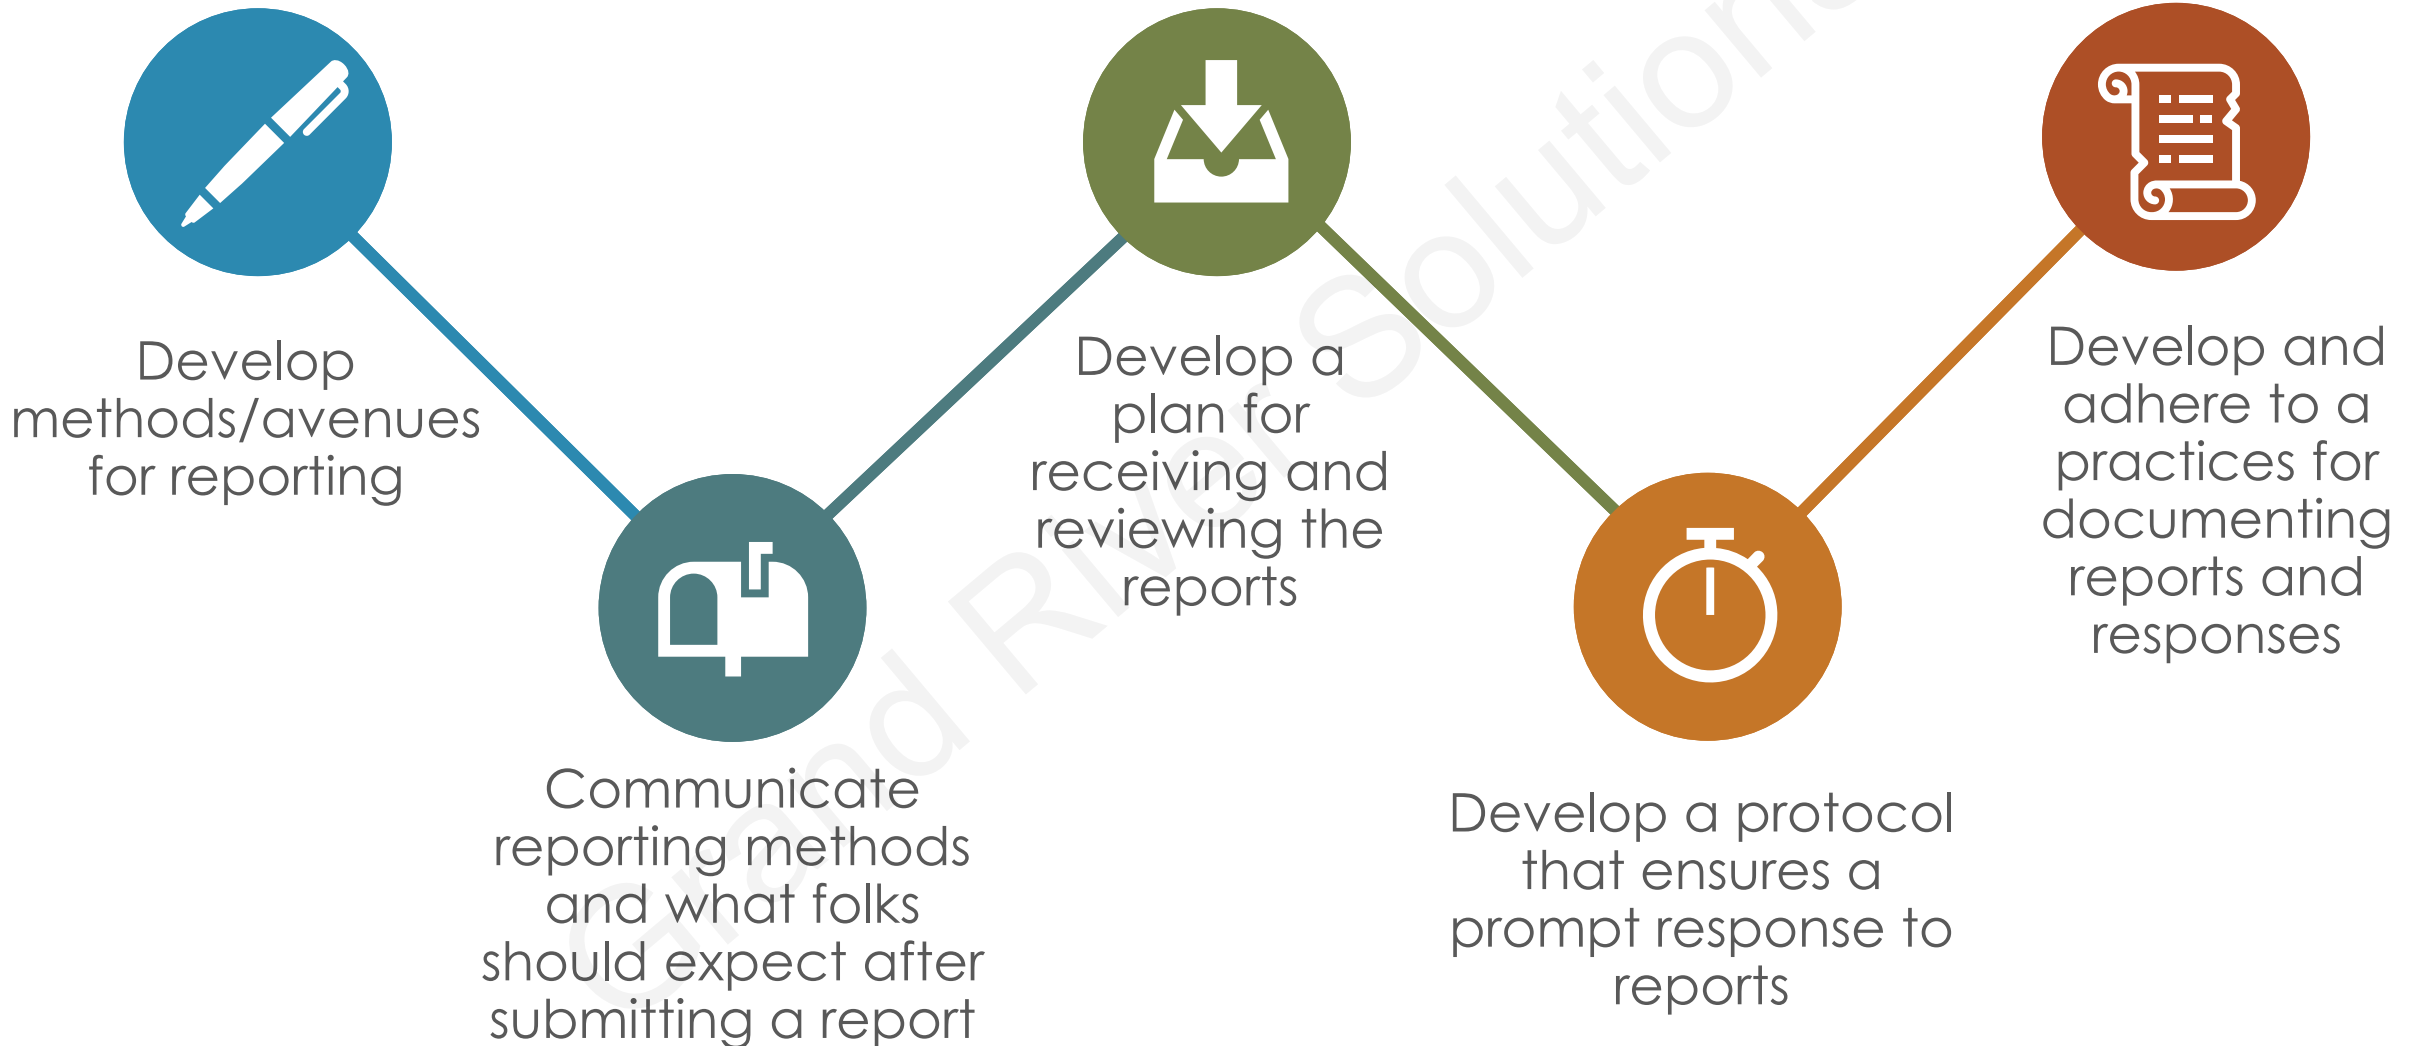 Develop
methods/avenues
for reporting
Communicate
reporting methods
and what folks
should expect after
submitting a report
Develop a
plan for
receiving and
reviewing the
reports
Develop a protocol
that ensures a
prompt response to
reports
Develop and
adhere to a
practices for
documenting
reports and
responses
Grand River Solutions